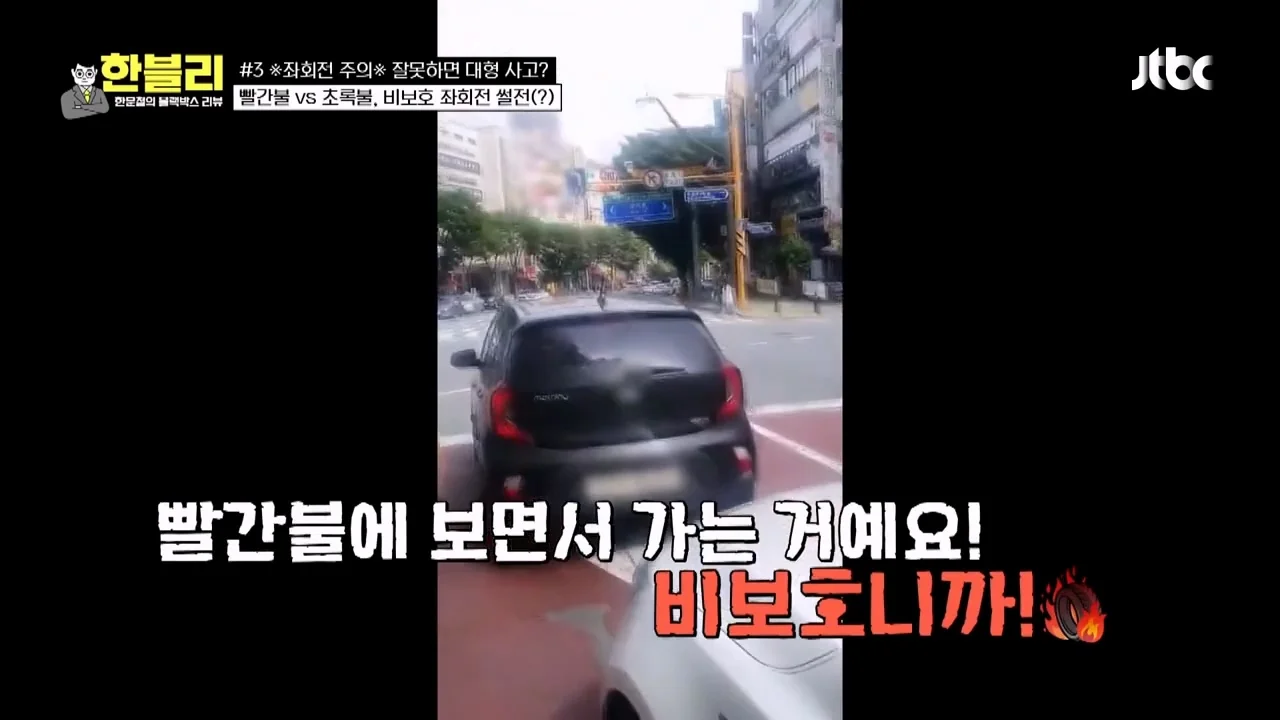 한블리
한문철의 블랙박스 리뷰
#3 ※좌회전 주의※ 잘못하면 대형 사고?
빨간불 vs 초록불, 비보호 좌회전 썰전(?)
jtbc
빨간불에 보면서 가는 거예요!
비보호니까!